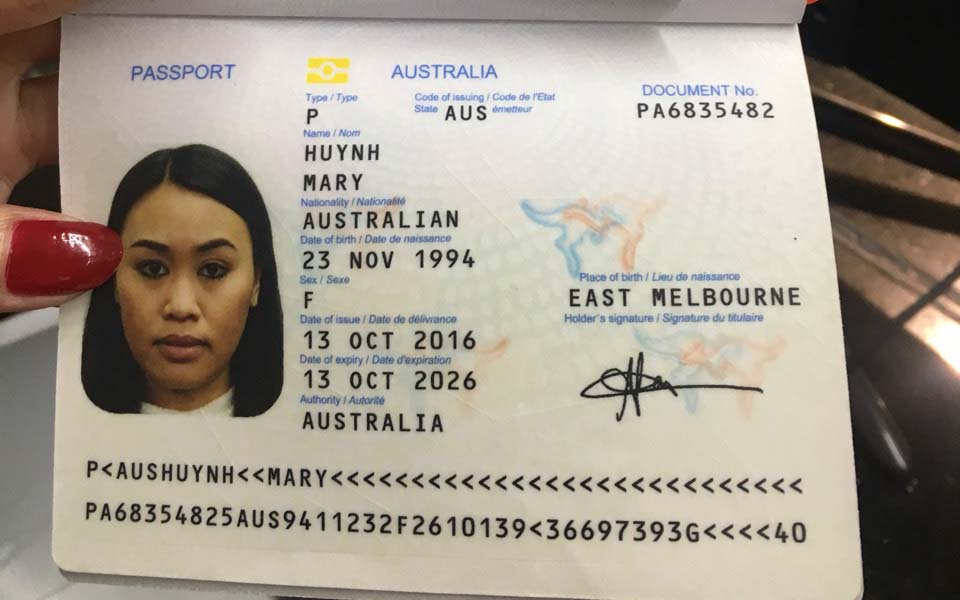 PASSPORT AUSTRALIA DOCUMENT No.
Type / Type Code of issuing / Code de l'Etat
State émetteur
P AUS PA6835482
Name / Nom
HUYNH
MARY
Nationality / Nationalité
AUSTRALIAN
Date of birth / Date de naissance
23 NOV 1994
Sex / Sexe
F
Place of birth / Lieu de naissance
EAST MELBOURNE
Date of issue / Date de délivrance
13 OCT 2016
Holder's signature / Signature du titulaire
Date of expiry / Date d'expiration
13 OCT 2026
Authority / Autorité
AUSTRALIA
P<AUSHUYNH<<MARY<<<<<<<<<<<<<<<<<<<<<<<<<<<<
PA68354825AUS9411232F2610139<36697393G<<<<40